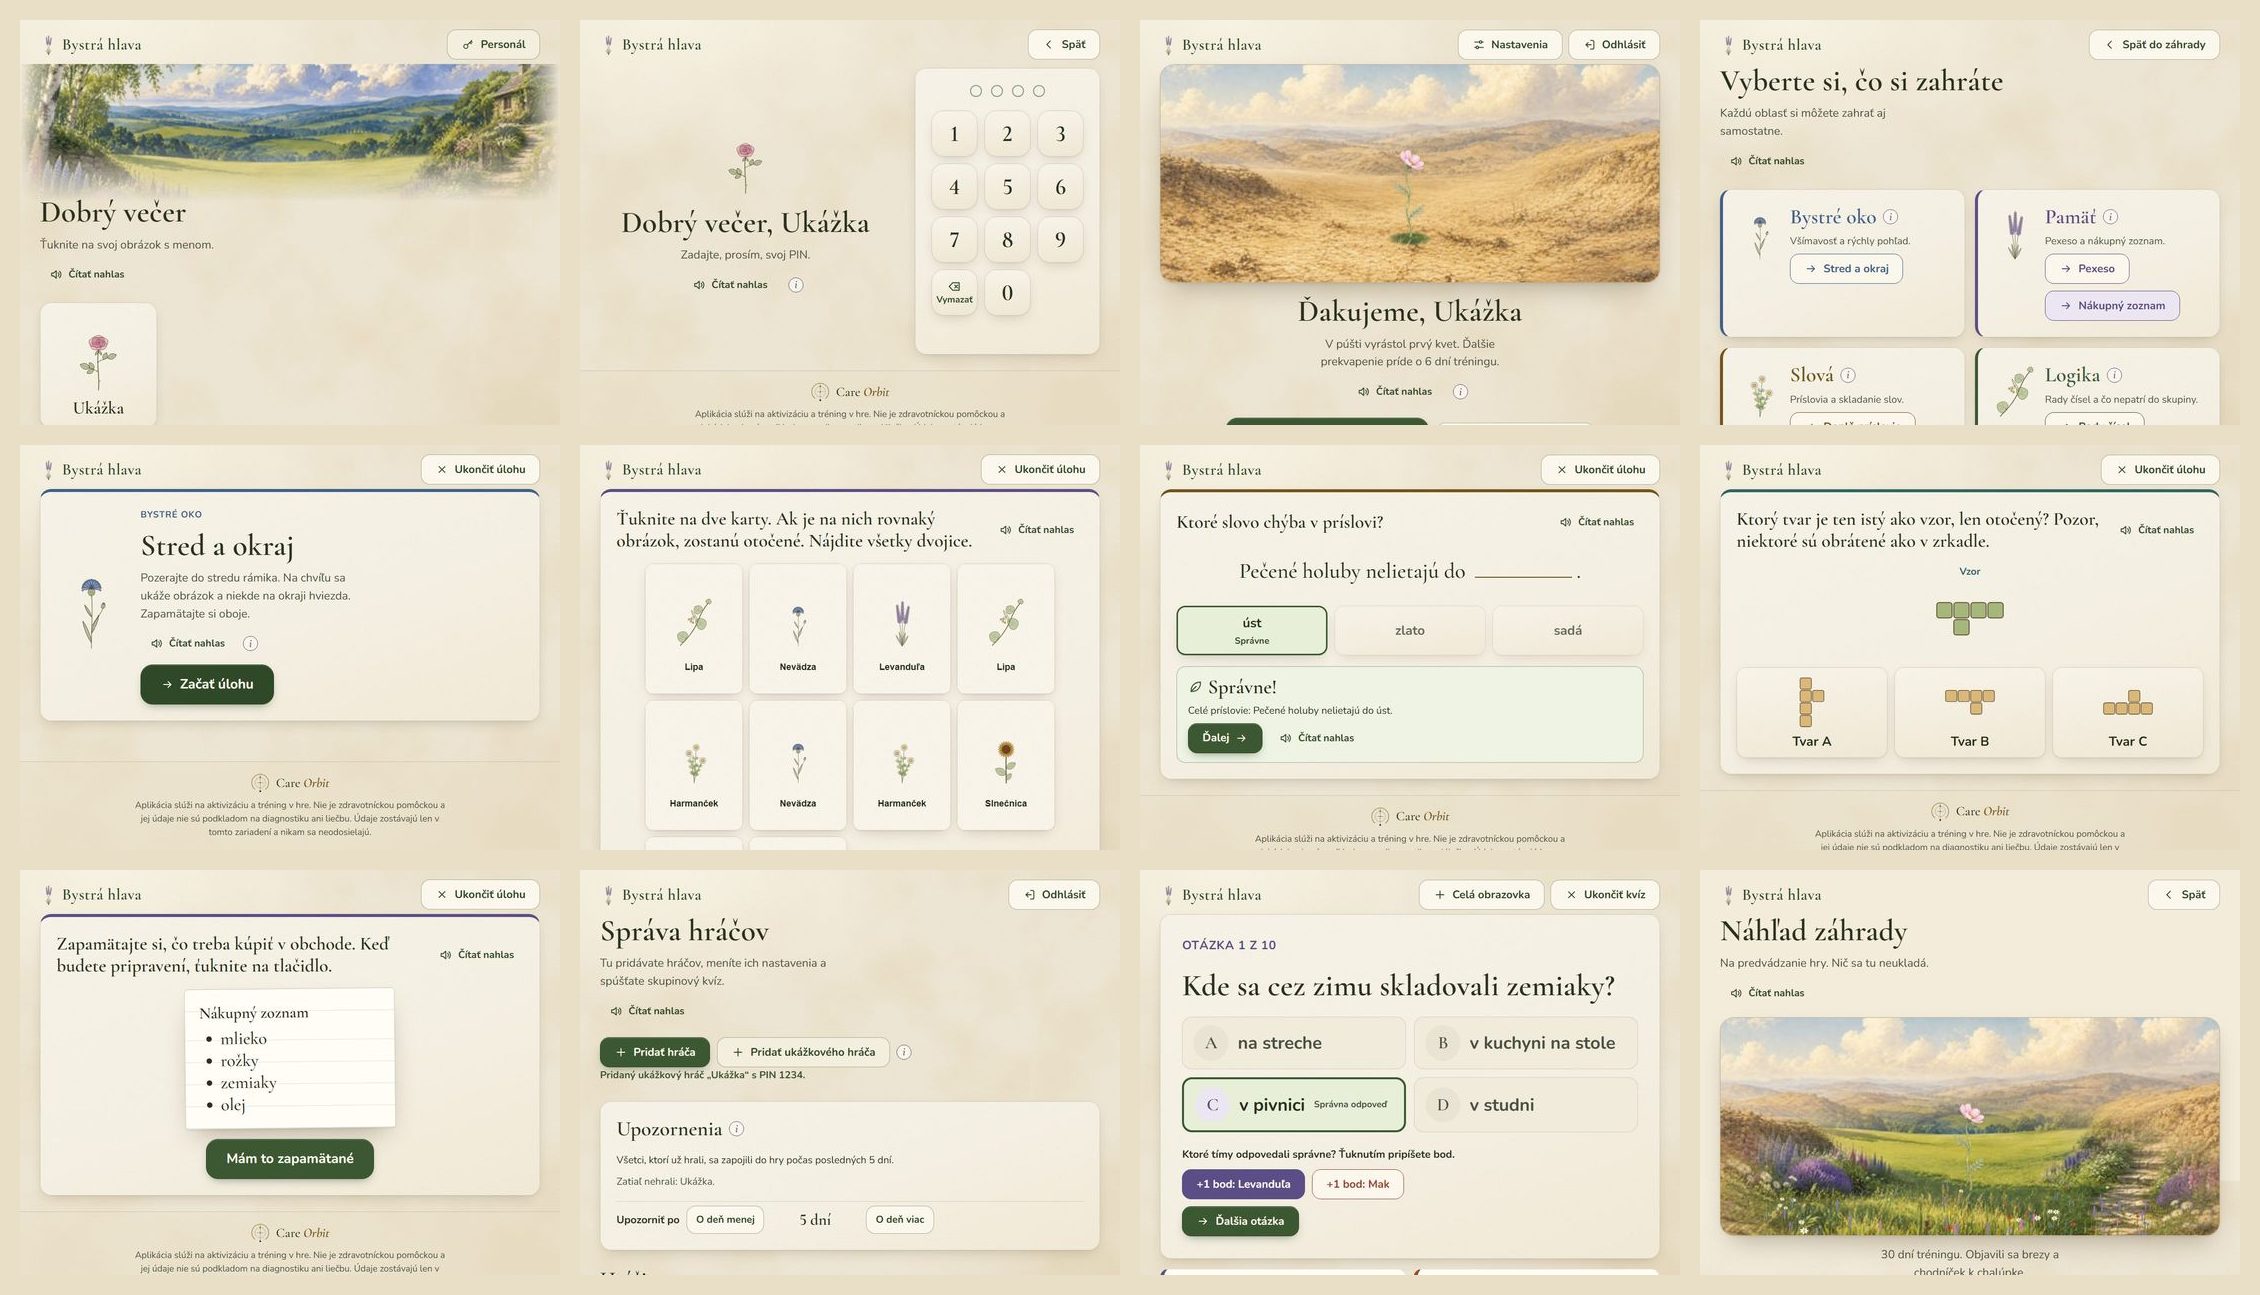 Bystrá hlava
Personál
Dobrý večer
Ťuknite na svoj obrázok s menom.
Čítať nahlas
Ukážka
Bystrá hlava
Späť
Dobrý večer, Ukážka
Zadajte, prosím, svoj PIN.
Čítať nahlas
1 2 3
4 5 6
7 8 9
Vymazať 0
Care Orbit
Aplikácia slúži na aktivizáciu a tréning v hre. Nie je zdravotníckou pomôckou a
Bystrá hlava
Nastavenia
Odhlásiť
Ďakujeme, Ukážka
V púšti vyrástol prvý kvet. Ďalšie
prekvapenie príde o 6 dní tréningu.
Čítať nahlas
Bystrá hlava
Späť do záhrady
Vyberte si, čo si zahráte
Každú oblasť si môžete zahrať aj
samostatne.
Čítať nahlas
Bystré oko
Všímavosť a rýchly pohľad.
Stred a okraj
Pamäť
Pexeso a nákupný zoznam.
Pexeso
Nákupný zoznam
Slová
Príslovia a skladanie slov.
Logika
Rady čísel a čo nepatrí do skupiny.
Bystrá hlava
Ukončiť úlohu
BYSTRÉ OKO
Stred a okraj
Pozerajte do stredu rámika. Na chvíľu sa
ukáže obrázok a niekde na okraji hviezda.
Zapamätajte si oboje.
Čítať nahlas
Začať úlohu
Care Orbit
Aplikácia slúži na aktivizáciu a tréning v hre. Nie je zdravotníckou pomôckou a
jej údaje nie sú podkladom na diagnostiku ani liečbu. Údaje zostávajú len v
tomto zariadení a nikam sa neodosielajú.
Bystrá hlava
Ukončiť úlohu
Ťuknite na dve karty. Ak je na nich rovnaký
obrázok, zostanú otočené. Nájdite všetky dvojice.
Čítať nahlas
Lipa
Nevädza
Levanduľa
Lipa
Harmanček
Nevädza
Harmanček
Slnečnica
Bystrá hlava
Ukončiť úlohu
Ktoré slovo chýba v prísloví?
Čítať nahlas
Pečené holuby nelietajú do ________ .
úst
Správne
zlato
sadá
Správne!
Celé príslovie: Pečené holuby nelietajú do úst.
Ďalej
Čítať nahlas
Care Orbit
Aplikácia slúži na aktivizáciu a tréning v hre. Nie je zdravotníckou pomôckou a
Bystrá hlava
Ukončiť úlohu
Ktorý tvar je ten istý ako vzor, len otočený? Pozor,
niektoré sú obrátené ako v zrkadle.
Čítať nahlas
Vzor
Tvar A
Tvar B
Tvar C
Care Orbit
Aplikácia slúži na aktivizáciu a tréning v hre. Nie je zdravotníckou pomôckou a
jej údaje nie sú podkladom na diagnostiku ani liečbu. Údaje zostávajú len v
Bystrá hlava
Ukončiť úlohu
Zapamätajte si, čo treba kúpiť v obchode. Keď
budete pripravení, ťuknite na tlačidlo.
Čítať nahlas
Nákupný zoznam
mlieko
rožky
zemiaky
olej
Mám to zapamätané
Care Orbit
Aplikácia slúži na aktivizáciu a tréning v hre. Nie je zdravotníckou pomôckou a
jej údaje nie sú podkladom na diagnostiku ani liečbu. Údaje zostávajú len v
Bystrá hlava
Odhlásiť
Správa hráčov
Tu pridávate hráčov, meníte ich nastavenia a
spúšťate skupinový kvíz.
Čítať nahlas
Pridať hráča
Pridať ukážkového hráča
Pridaný ukážkový hráč „Ukážka“ s PIN 1234.
Upozornenia
Všetci, ktorí už hrali, sa zapojili do hry počas posledných 5 dní.
Zatiaľ nehrali: Ukážka.
Upozorniť po
O deň menej
5 dní
O deň viac
Bystrá hlava
Celá obrazovka
Ukončiť kvíz
OTÁZKA 1 Z 10
Kde sa cez zimu skladovali zemiaky?
A na streche
B v kuchyni na stole
C v pivnici Správna odpoveď
D v studni
Ktoré tímy odpovedali správne? Ťuknutím pripíšete bod.
+1 bod: Levanduľa
+1 bod: Mak
Ďalšia otázka
Bystrá hlava
Späť
Náhľad záhrady
Na predvádzanie hry. Nič sa tu neukladá.
Čítať nahlas
30 dní tréningu. Objavili sa brezy a
chodníček k chalúpke.